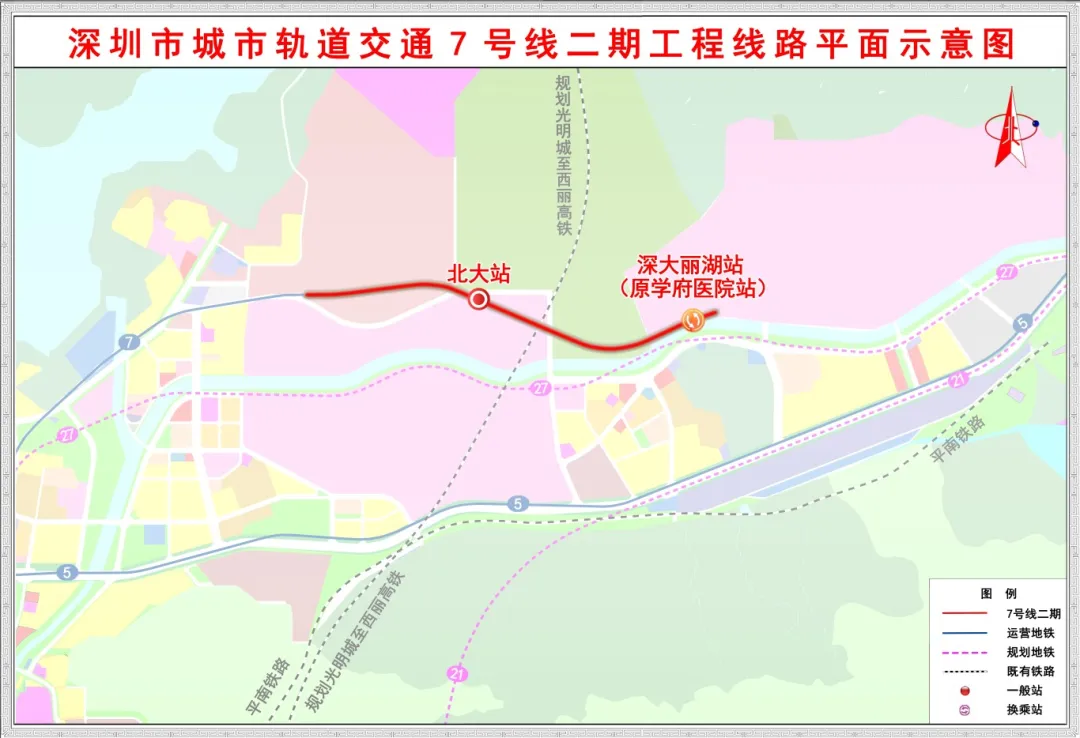 深圳市城市轨道交通7号线二期工程线路平面示意图
规划光明城至西丽高铁
北
北大站
深大丽湖站
（原学府医院站）
27
5
7
27
21
27
平南铁路
5
5
规划光明城至西丽高铁
平南铁路
21
图 例
7号线二期
运营地铁
规划地铁
既有铁路
一般站
换乘站